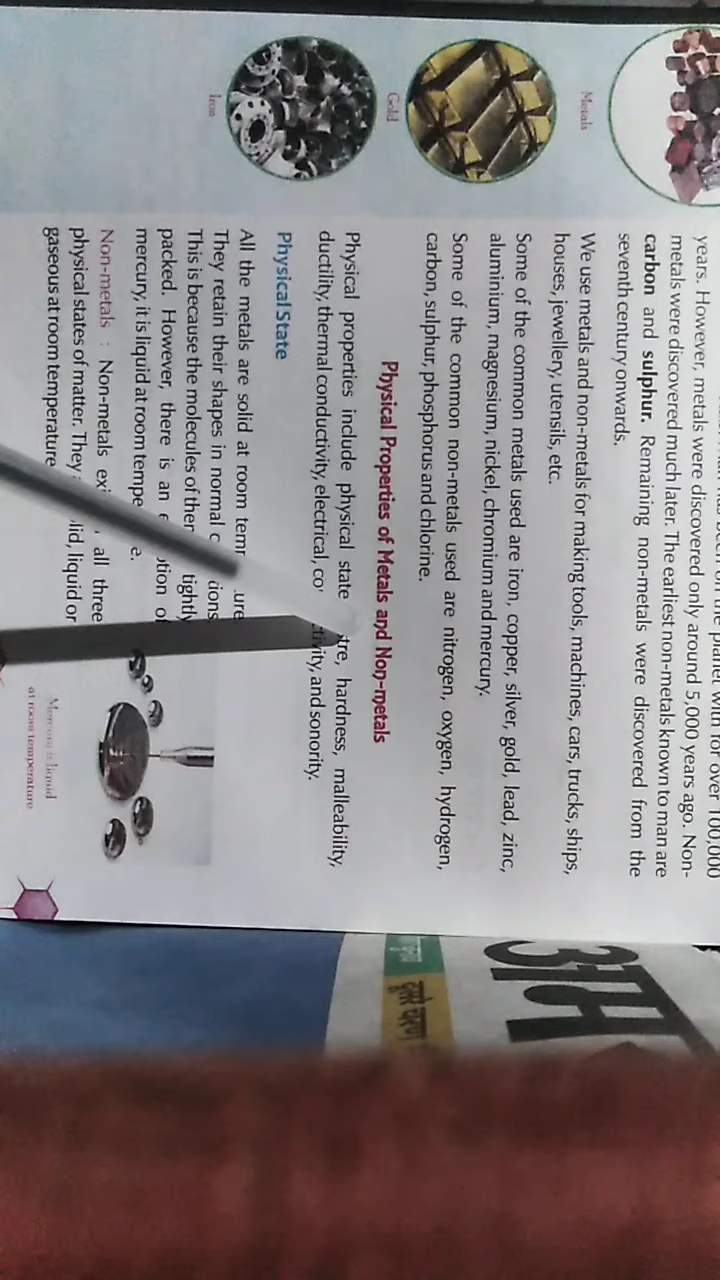 planet with for over 100,000
years. However, metals were discovered only around 5,000 years ago. Non-
metals were discovered much later. The earliest non-metals known to man are
carbon and sulphur. Remaining non-metals were discovered from the
seventh century onwards.
We use metals and non-metals for making tools, machines, cars, trucks, ships,
houses, jewellery, utensils, etc.
Some of the common metals used are iron, copper, silver, gold, lead, zinc,
aluminium, magnesium, nickel, chromium and mercury.
Some of the common non-metals used are nitrogen, oxygen, hydrogen,
carbon, sulphur, phosphorus and chlorine.
Physical Properties of Metals and Non-metals
Physical properties include physical state hardness, malleability,
ductility, thermal conductivity, electrical, and sonority.
Physical State
All the metals are solid at room
They retain their shapes in normal
This is because the molecules of tightly
packed. However, there is an of
mercury, it is liquid at room
Non-metals : Non-metals all three
physical states of matter. They liquid or
gaseous at room temperature
Metals
Gold
Iron
Mercury is liquid
at room temperature